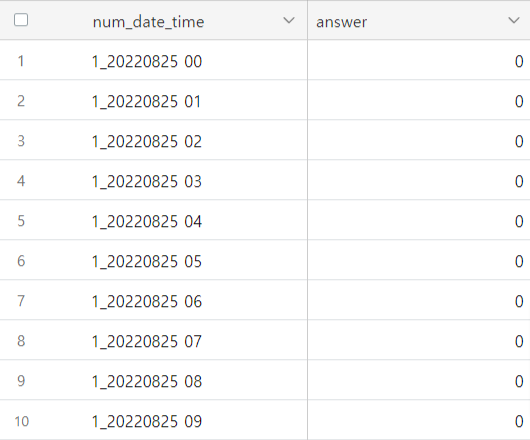 num_date_time answer
1 1_20220825 00 0
2 1_20220825 01 0
3 1_20220825 02 0
4 1_20220825 03 0
5 1_20220825 04 0
6 1_20220825 05 0
7 1_20220825 06 0
8 1_20220825 07 0
9 1_20220825 08 0
10 1_20220825 09 0